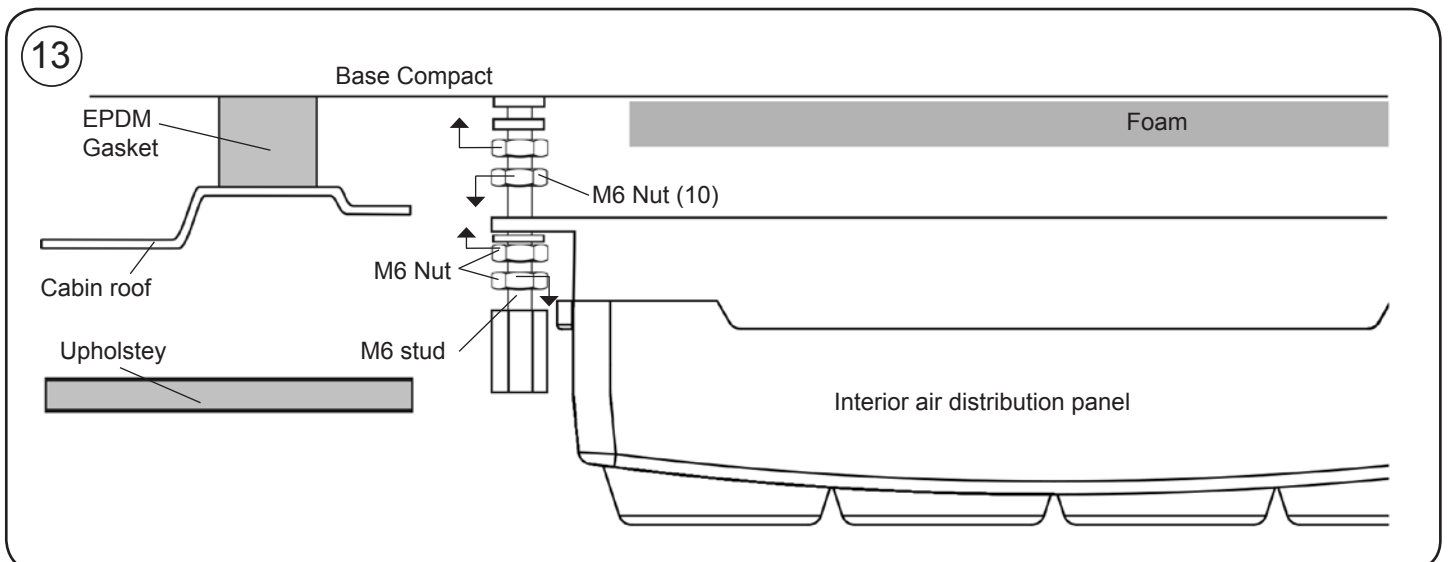 13
Base Compact
EPDM
Gasket
Foam
M6 Nut (10)
M6 Nut
Cabin roof
Upholstey
M6 stud
Interior air distribution panel